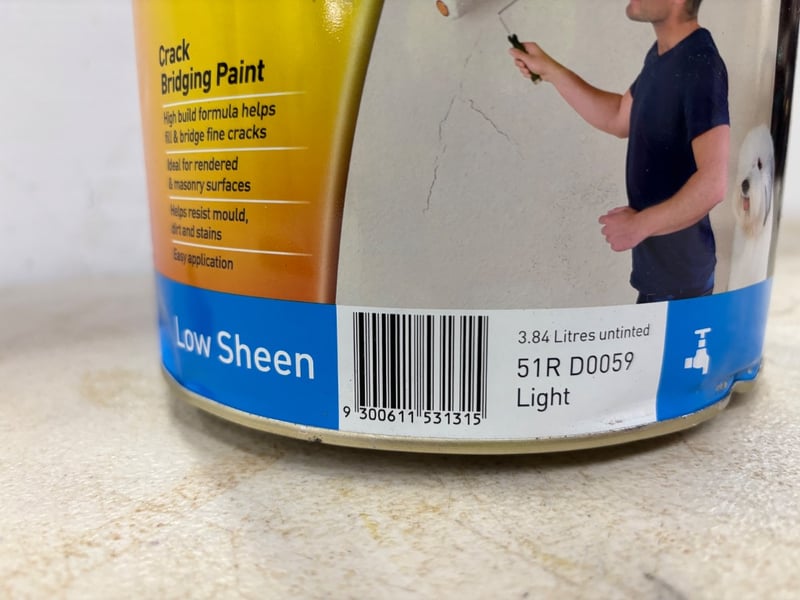 Crack
Bridging Paint
High build formula helps
fill & bridge fine cracks
Ideal for rendered
& masonry surfaces
Helps resist mould,
dirt and stains
Easy application
Low Sheen
9 300611 531315
3.84 Litres untinted
51R D0059
Light